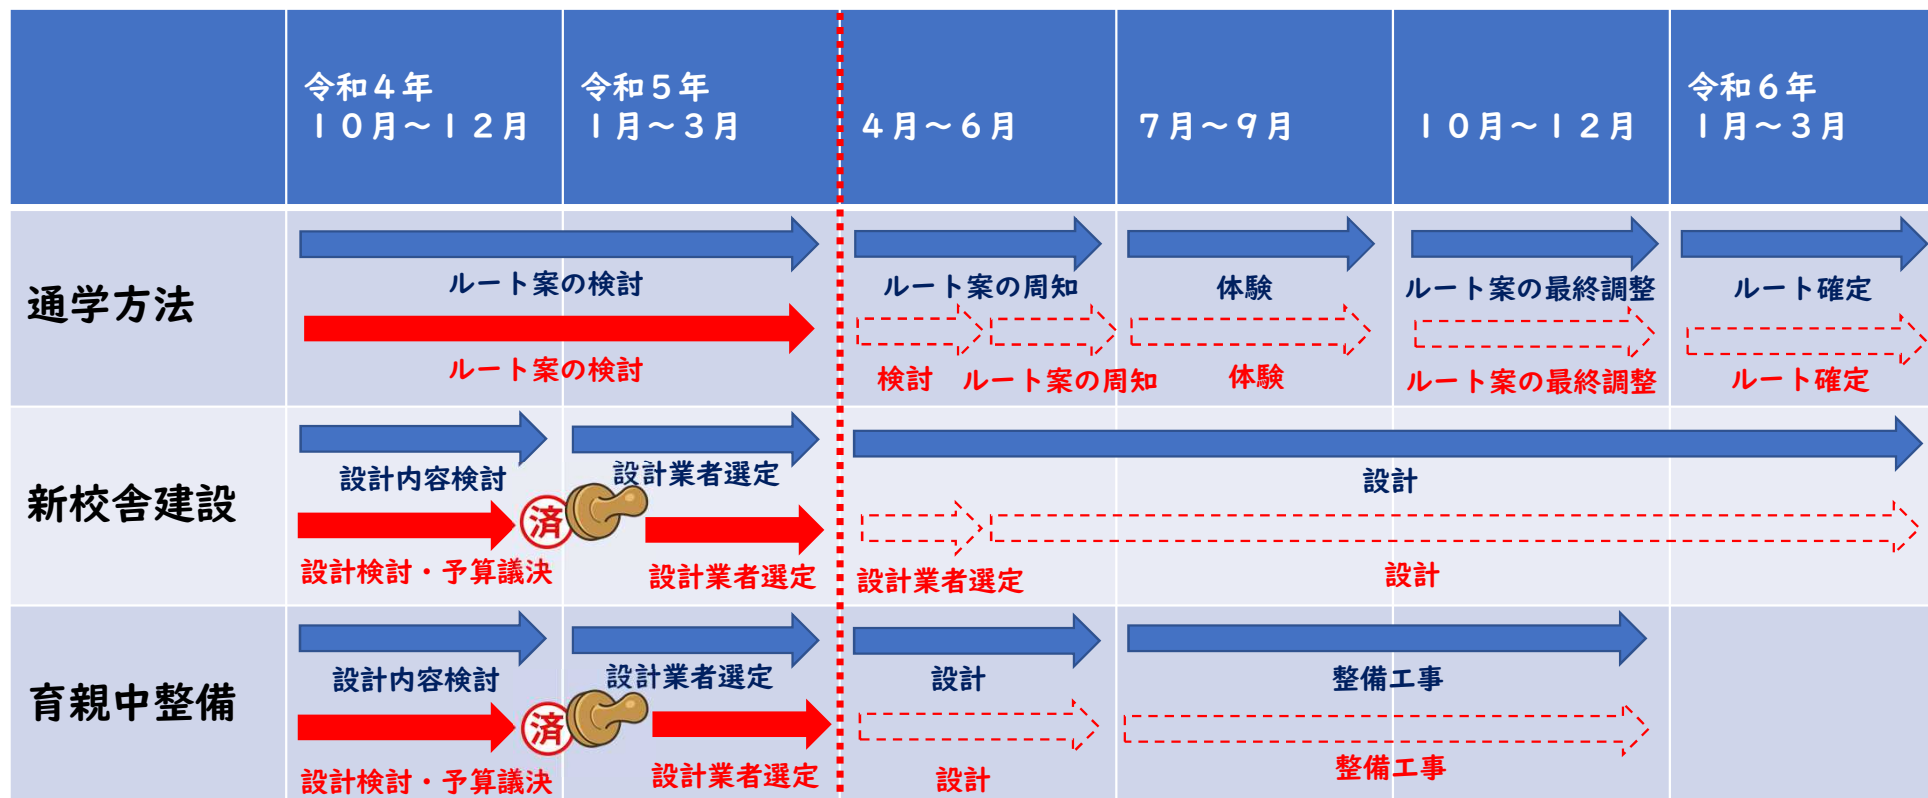 令和４年
１０月～１２月
令和５年
１月～３月
４月～６月
７月～９月
１０月～１２月
令和６年
１月～３月
通学方法
ルート案の検討
ルート案の周知
体験
ルート案の最終調整
ルート確定
ルート案の検討
検討
ルート案の周知
体験
ルート案の最終調整
ルート確定
新校舎建設
設計内容検討
設計業者選定
設計
済
設計検討・予算議決
設計業者選定
設計業者選定
設計
育親中整備
設計内容検討
設計業者選定
設計
整備工事
済
設計検討・予算議決
設計業者選定
設計
整備工事